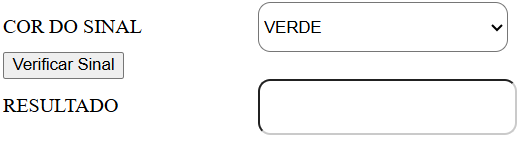 COR DO SINAL VERDE
Verificar Sinal
RESULTADO